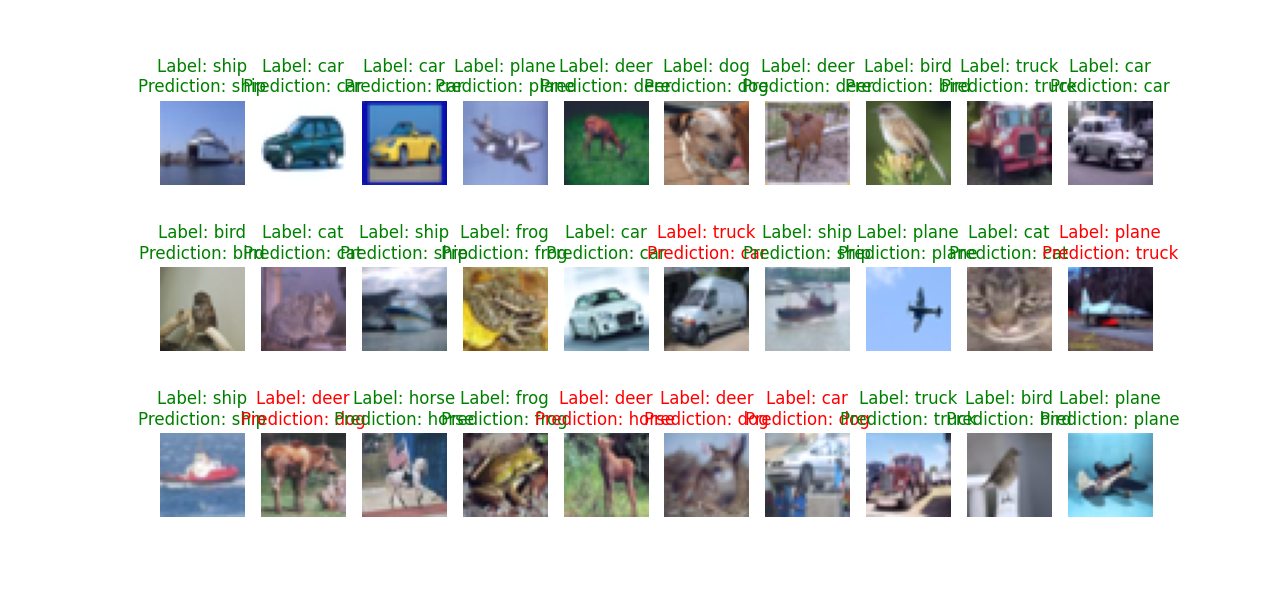 Label: ship Label: car Label: car Label: plane Label: deer Label: dog Label: deer Label: bird Label: truck Label: car
Prediction: ship Prediction: car Prediction: car Prediction: plane Prediction: deer Prediction: dog Prediction: deer Prediction: bird Prediction: truck Prediction: car
Label: bird Label: cat Label: ship Label: frog Label: car Label: truck Label: ship Label: plane Label: cat Label: plane
Prediction: bird Prediction: cat Prediction: ship Prediction: frog Prediction: car Prediction: car Prediction: ship Prediction: plane Prediction: cat Prediction: truck
Label: ship Label: deer Label: horse Label: frog Label: deer Label: deer Label: car Label: truck Label: bird Label: plane
Prediction: ship Prediction: dog Prediction: horse Prediction: frog Prediction: horse Prediction: dog Prediction: dog Prediction: truck Prediction: bird Prediction: plane